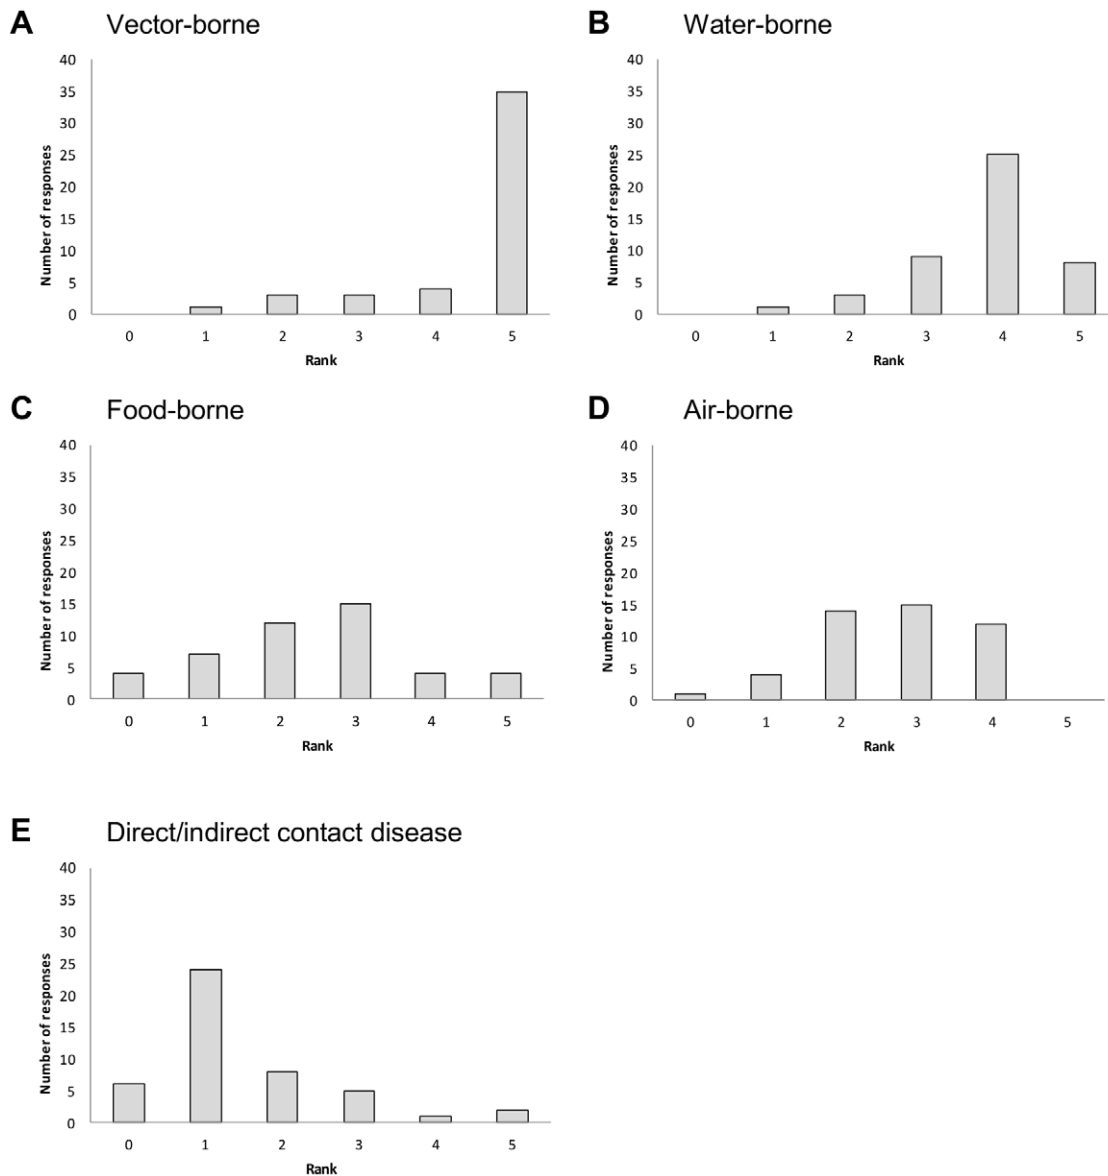 A Vector-borne
40
35
30
25
20
15
10
5
0
Number of responses
0 1 2 3 4 5
Rank
B Water-borne
40
35
30
25
20
15
10
5
0
Number of responses
0 1 2 3 4 5
Rank
C Food-borne
40
35
30
25
20
15
10
5
0
Number of responses
0 1 2 3 4 5
Rank
D Air-borne
40
35
30
25
20
15
10
5
0
Number of responses
0 1 2 3 4 5
Rank
E Direct/indirect contact disease
40
35
30
25
20
15
10
5
0
Number of responses
0 1 2 3 4 5
Rank